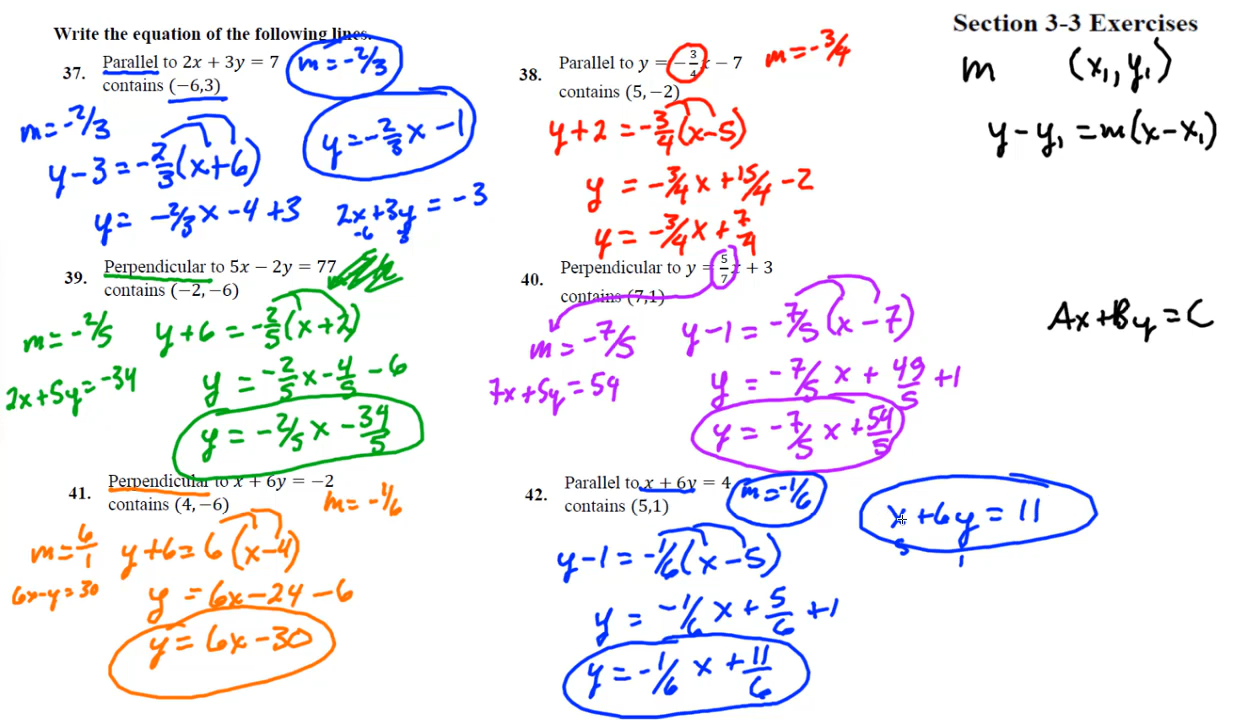 Section 3-3 Exercises
Write the equation of the following lines.
m (x₁, y₁)
y - y₁ = m(x - x₁)
Ax + By = C
37. Parallel to 2x + 3y = 7
contains (−6,3)
m = -2/3
m = -2/3
y - 3 = -2/3(x + 6)
y = -2/3x - 4 + 3
y = -2/3x - 1
2x + 3y = -3
-6 3
38. Parallel to y = −3/4x − 7
contains (5, −2)
m = -3/4
y + 2 = -3/4(x - 5)
y = -3/4x + 15/4 - 2
y = -3/4x + 7/4
39. Perpendicular to 5x − 2y = 77
contains (−2, −6)
m = -2/5
y + 6 = -2/5(x + 2)
2x + 5y = -34
y = -2/5x - 4/5 - 6
y = -2/5x - 34/5
40. Perpendicular to y = 5/7x + 3
contains (7,1)
m = -7/5
y - 1 = -7/5(x - 7)
7x + 5y = 54
y = -7/5x + 49/5 + 1
y = -7/5x + 54/5
41. Perpendicular to x + 6y = −2
contains (4, −6)
m = -1/6
m = 6/1
y + 6 = 6(x - 4)
6x - y = 30
y = 6x - 24 - 6
y = 6x - 30
42. Parallel to x + 6y = 4
contains (5,1)
m = -1/6
x + 6y = 11
5 1
y - 1 = -1/6(x - 5)
y = -1/6x + 5/6 + 1
y = -1/6x + 11/6